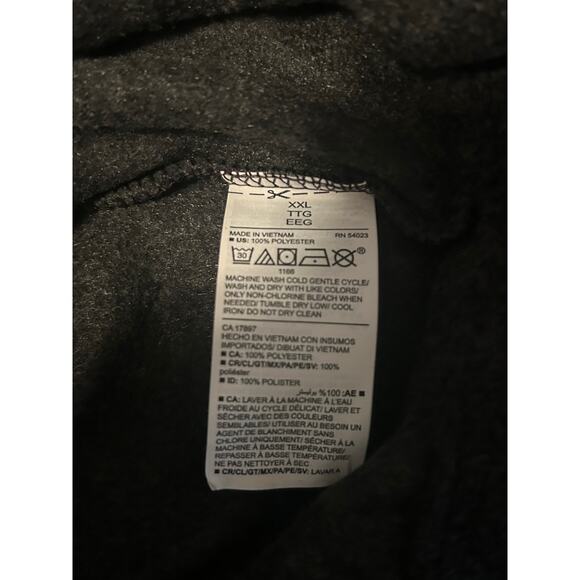 XXL
TTG
EEG
MADE IN VIETNAM RN 54023
■ US: 100% POLYESTER
30 ®
1166
MACHINE WASH COLD GENTLE CYCLE/
WASH AND DRY WITH LIKE COLORS/
ONLY NON-CHLORINE BLEACH WHEN
NEEDED/ TUMBLE DRY LOW/ COOL
IRON/ DO NOT DRY CLEAN
CA 17897
HECHO EN VIETNAM CON INSUMOS
IMPORTADOS/ DIBUAT DI VIETNAM
■ CA: 100% POLYESTER
■ CR/CL/GT/MX/PA/PE/SV: 100%
poliéster
■ ID: 100% POLISTER
■ AE: 100% بوليستر
■ CA: LAVER À LA MACHINE À L'EAU
FROIDE AU CYCLE DÉLICAT/ LAVER ET
SÉCHER AVEC DES COULEURS
SEMBLABLES/ UTILISER AU BESOIN UN
AGENT DE BLANCHIMENT SANS
CHLORE UNIQUEMENT/ SÉCHER À LA
MACHINE À BASSE TEMPÉRATURE/
REPASSER À BASSE TEMPÉRATURE/
NE PAS NETTOYER À SEC
■ CR/CL/GT/MX/PA/PE/SV: LAVAR A